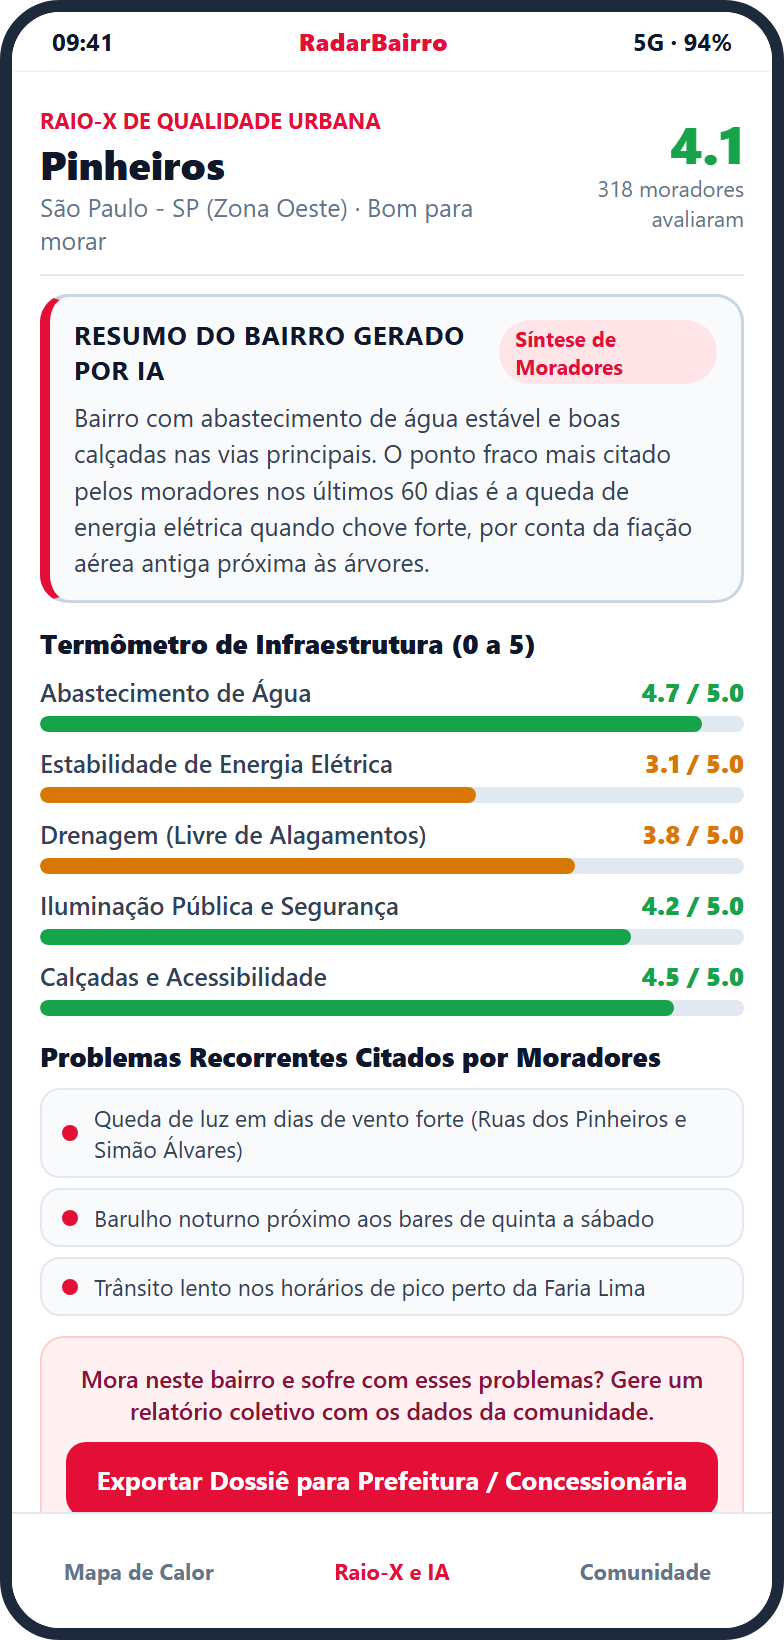 09:41
RadarBairro
5G · 94%
RAIO-X DE QUALIDADE URBANA
Pinheiros
São Paulo - SP (Zona Oeste) · Bom para
morar
4.1
318 moradores
avaliaram
RESUMO DO BAIRRO GERADO
POR IA
Síntese de
Moradores
Bairro com abastecimento de água estável e boas
calçadas nas vias principais. O ponto fraco mais citado
pelos moradores nos últimos 60 dias é a queda de
energia elétrica quando chove forte, por conta da fiação
aérea antiga próxima às árvores.
Termômetro de Infraestrutura (0 a 5)
Abastecimento de Água
4.7 / 5.0
Estabilidade de Energia Elétrica
3.1 / 5.0
Drenagem (Livre de Alagamentos)
3.8 / 5.0
Iluminação Pública e Segurança
4.2 / 5.0
Calçadas e Acessibilidade
4.5 / 5.0
Problemas Recorrentes Citados por Moradores
Queda de luz em dias de vento forte (Ruas dos Pinheiros e
Simão Álvares)
Barulho noturno próximo aos bares de quinta a sábado
Trânsito lento nos horários de pico perto da Faria Lima
Mora neste bairro e sofre com esses problemas? Gere um
relatório coletivo com os dados da comunidade.
Exportar Dossiê para Prefeitura / Concessionária
Mapa de Calor
Raio-X e IA
Comunidade